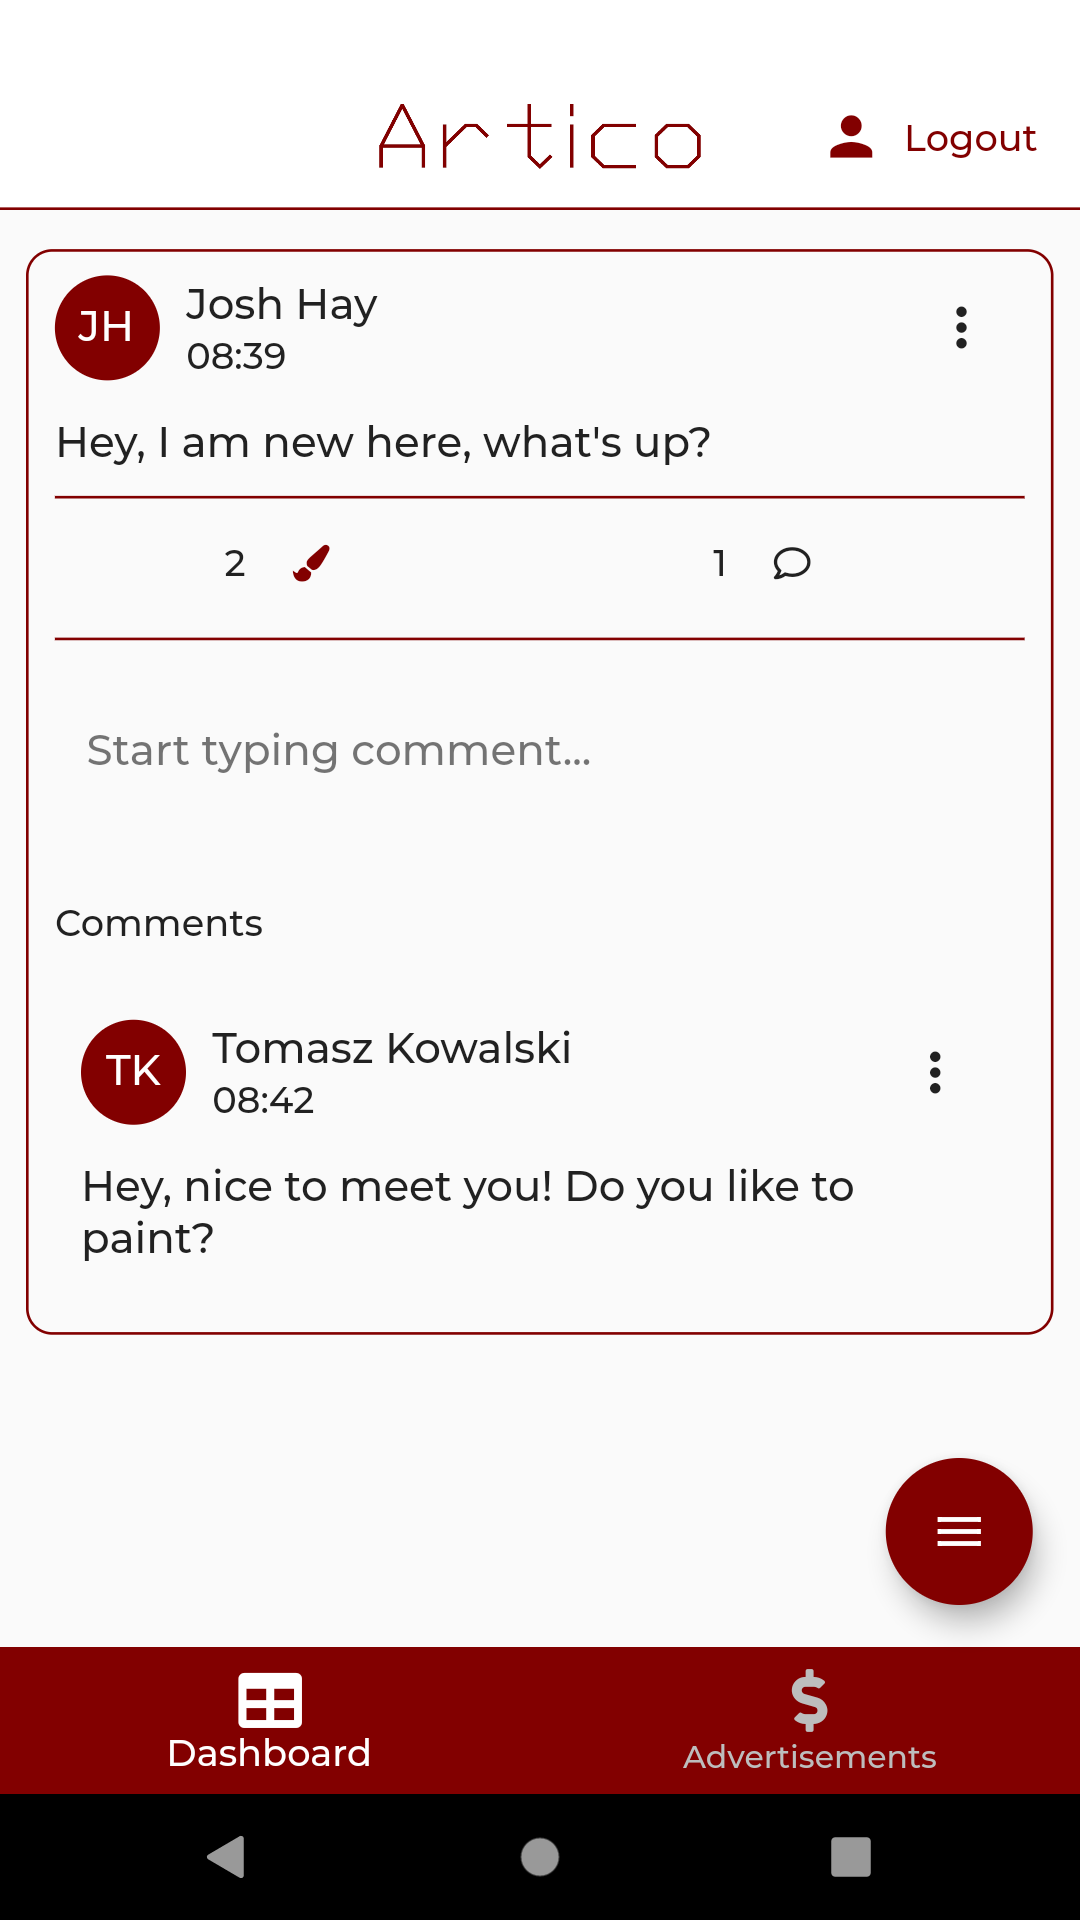 Artico
Logout
JH
Josh Hay
08:39
Hey, I am new here, what's up?
2
1
Start typing comment...
Comments
TK
Tomasz Kowalski
08:42
Hey, nice to meet you! Do you like to
paint?
Dashboard
Advertisements